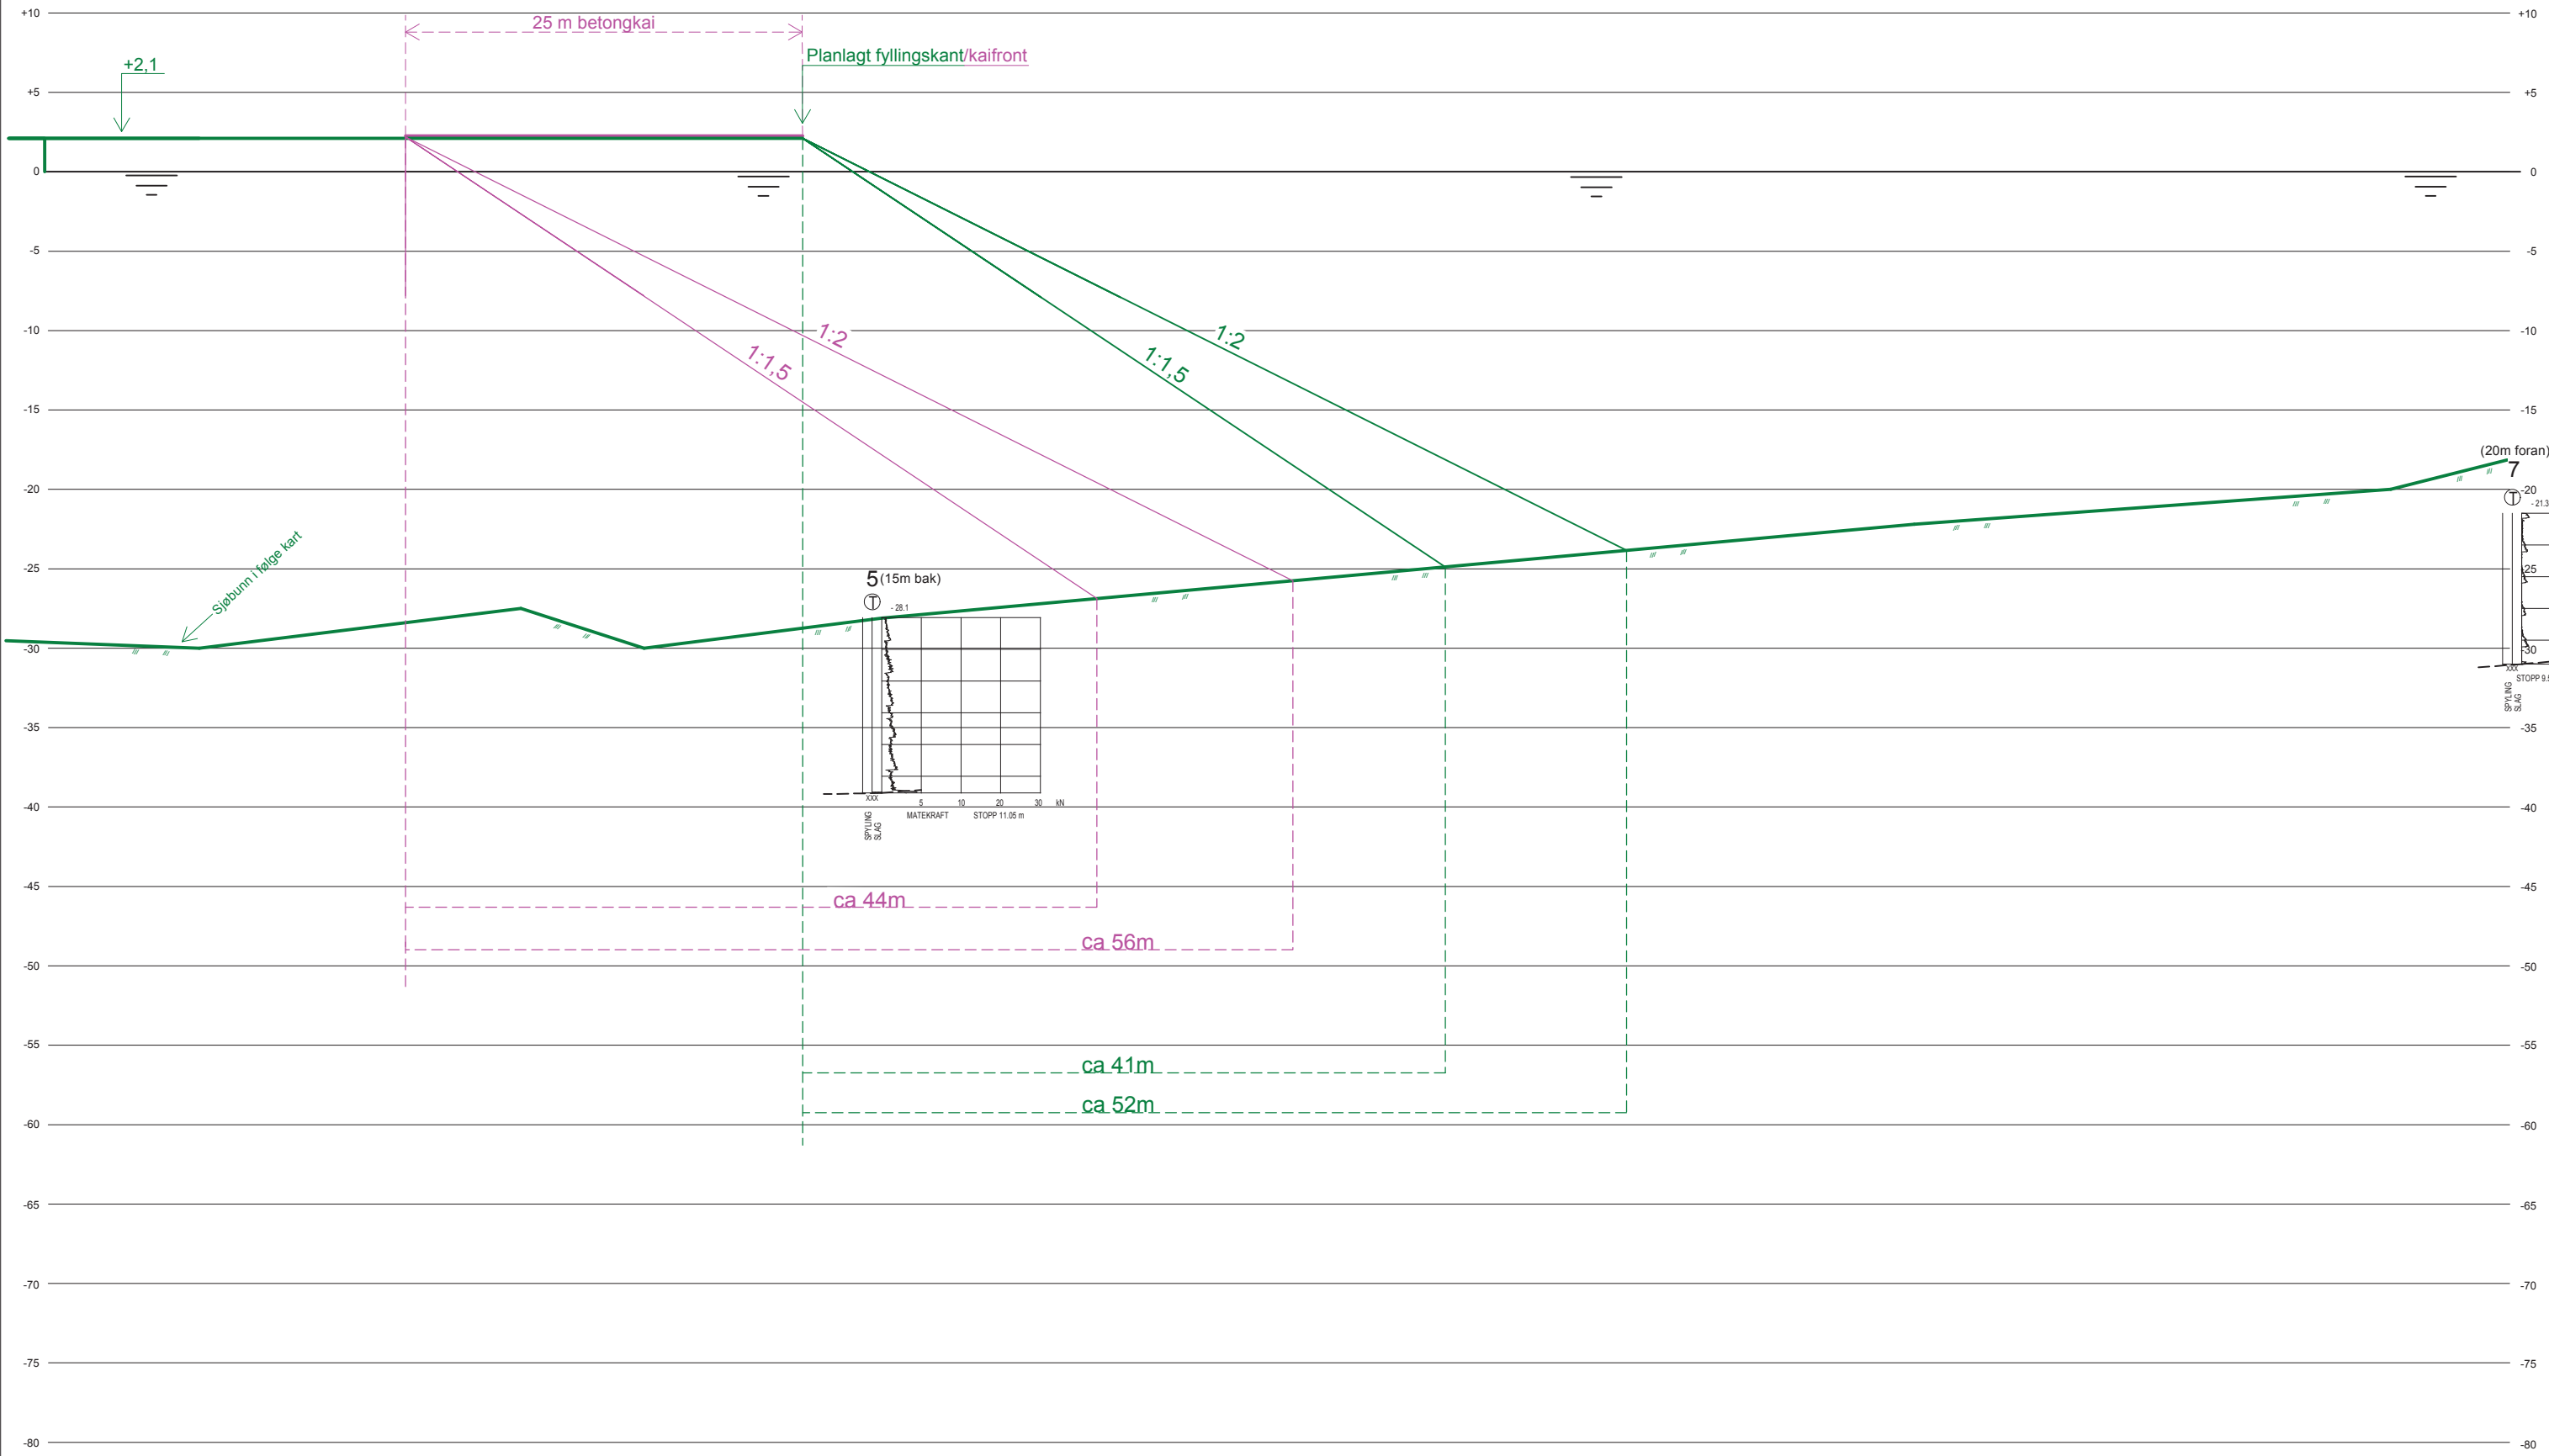 +10
+10
25 m betongkai
Planlagt fyllingskant/kaifront
+2,1
+5
+5
0
0
-5
-5
-10
1:2
1:2
-10
1:1,5
1:1,5
-15
-15
(20m foran)
7
-20
-20
- 21.3
Sjøbunn i følge kart
-25
-25
5 (15m bak)
- 28.1
-30
-30
XXX
STOPP 9.5
SPYLING
SLAG
-35
-35
-40
XXX
5
10
20
30
kN
-40
SPYLING
SLAG
MATEKRAFT
STOPP 11.05 m
-45
-45
ca 44m
ca 56m
-50
-50
-55
-55
ca 41m
ca 52m
-60
-60
-65
-65
-70
-70
-75
-75
-80
-80